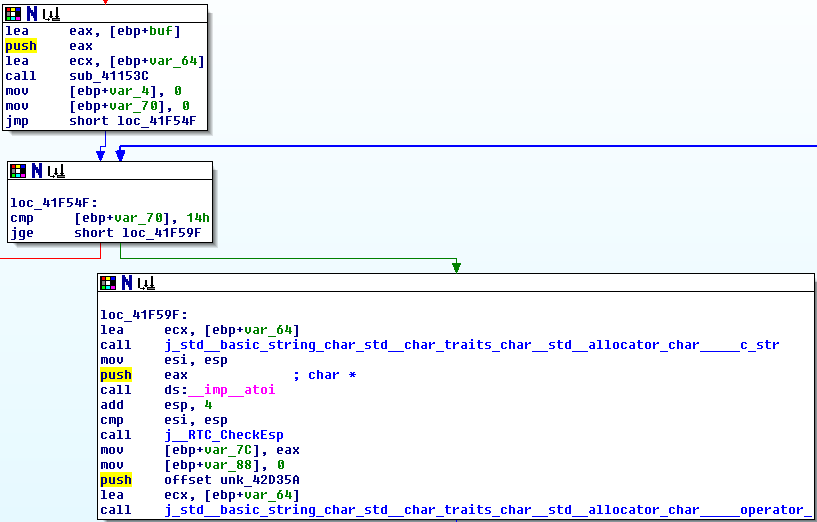 lea eax, [ebp+buf]
push eax
lea ecx, [ebp+var_64]
call sub_41153C
mov [ebp+var_4], 0
mov [ebp+var_70], 0
jmp short loc_41F54F
loc_41F54F:
cmp [ebp+var_70], 14h
jge short loc_41F59F
loc_41F59F:
lea ecx, [ebp+var_64]
call j_std__basic_string_char_std__char_traits_char__std__allocator_char_____c_str
mov esi, esp
push eax ; char *
call ds:__imp__atoi
add esp, 4
cmp esi, esp
call j__RTC_CheckEsp
mov [ebp+var_7C], eax
mov [ebp+var_88], 0
push offset unk_42D35A
lea ecx, [ebp+var_64]
call j_std__basic_string_char_std__char_traits_char__std__allocator_char_____operator_